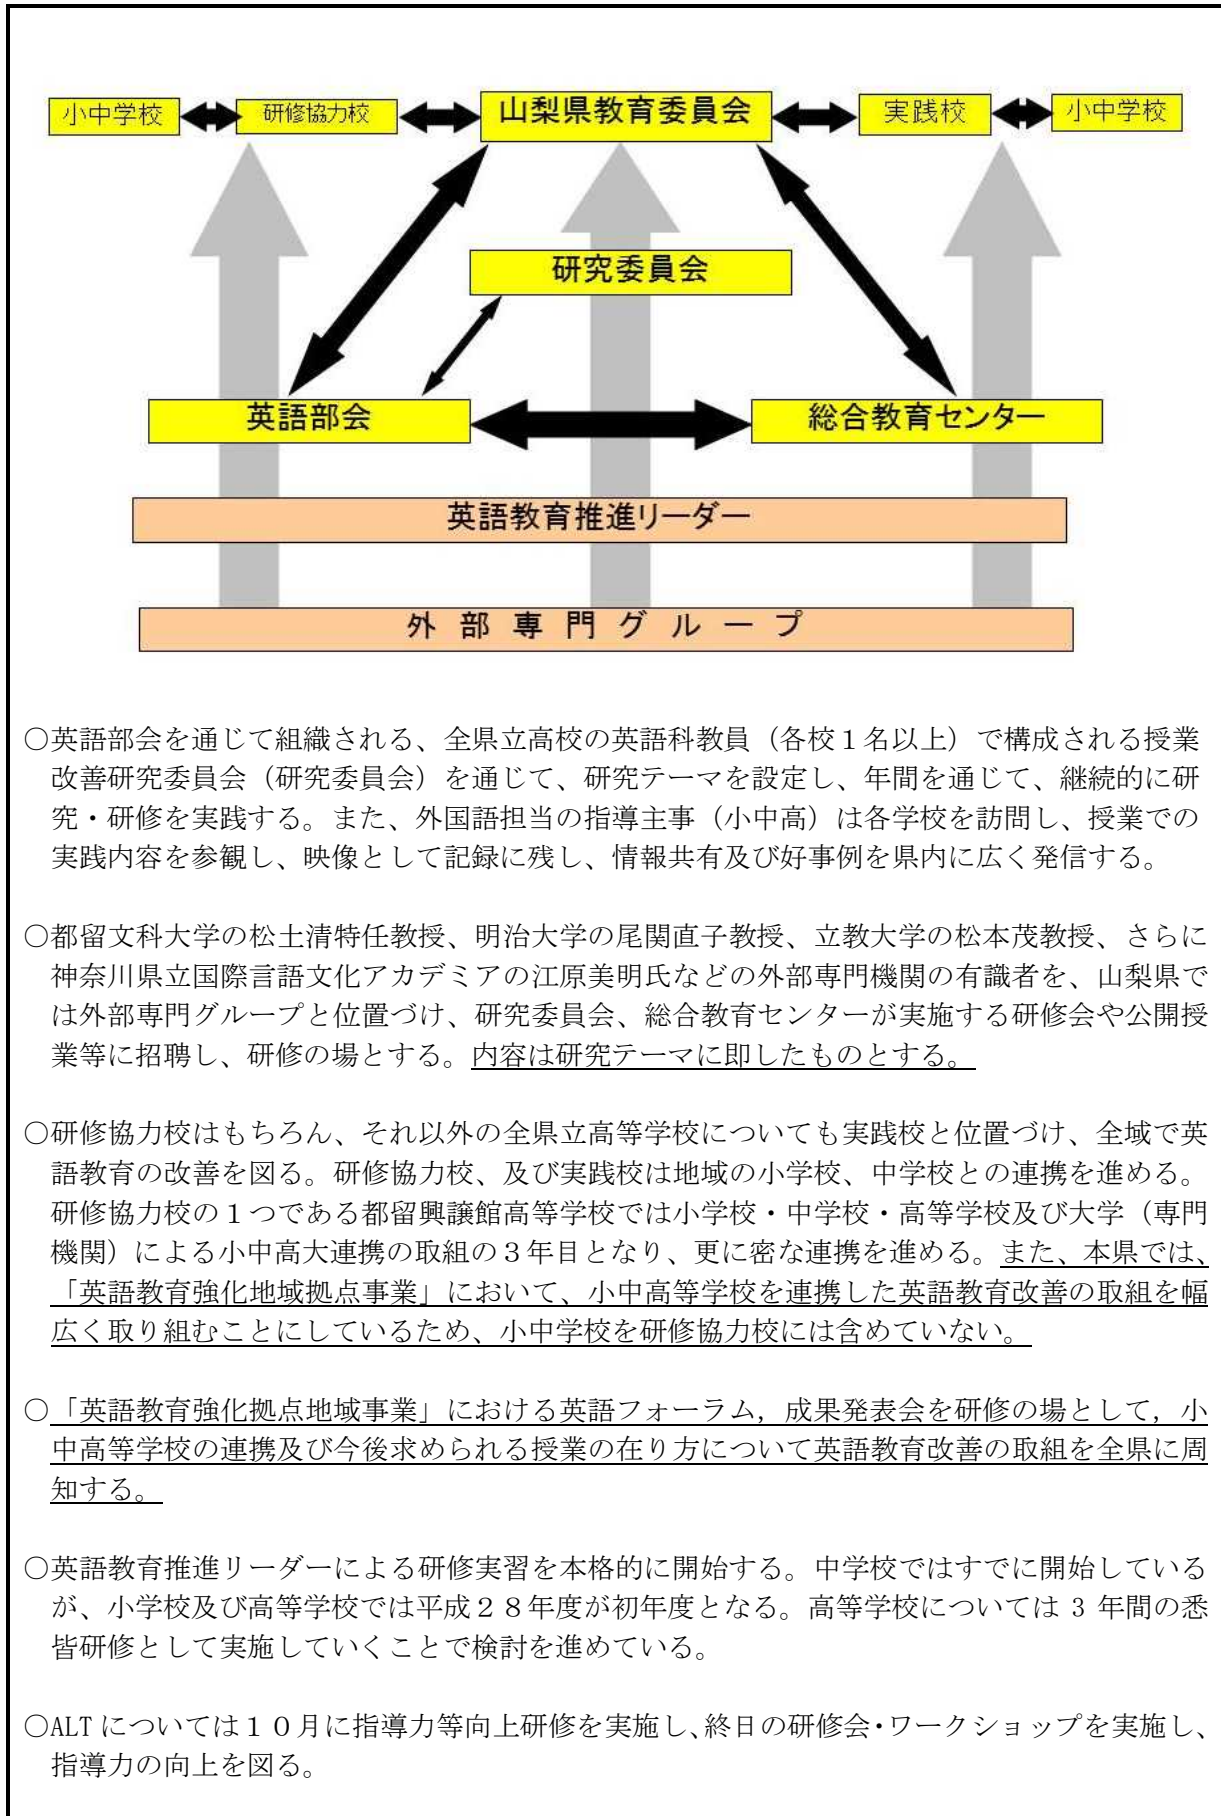 小中学校
研修協力校
山梨県教育委員会
実践校
小中学校
研究委員会
英語部会
総合教育センター
英語教育推進リーダー
外部専門グループ
○英語部会を通じて組織される、全県立高校の英語科教員（各校１名以上）で構成される授業
改善研究委員会（研究委員会）を通じて、研究テーマを設定し、年間を通じて、継続的に研
究・研修を実践する。また、外国語担当の指導主事（小中高）は各学校を訪問し、授業での
実践内容を参観し、映像として記録に残し、情報共有及び好事例を県内に広く発信する。
○都留文科大学の松土清特任教授、明治大学の尾関直子教授、立教大学の松本茂教授、さらに
神奈川県立国際言語文化アカデミアの江原美明氏などの外部専門機関の有識者を、山梨県で
は外部専門グループと位置づけ、研究委員会、総合教育センターが実施する研修会や公開授
業等に招聘し、研修の場とする。内容は研究テーマに即したものとする。
○研修協力校はもちろん、それ以外の全県立高等学校についても実践校と位置づけ、全域で英
語教育の改善を図る。研修協力校、及び実践校は地域の小学校、中学校との連携を進める。
研修協力校の１つである都留興譲館高等学校では小学校・中学校・高等学校及び大学（専門
機関）による小中高大連携の取組の３年目となり、更に密な連携を進める。また、本県では、
「英語教育強化地域拠点事業」において、小中高等学校を連携した英語教育改善の取組を幅
広く取り組むことにしているため、小中学校を研修協力校には含めていない。
○「英語教育強化拠点地域事業」における英語フォーラム，成果発表会を研修の場として，小
中高等学校の連携及び今後求められる授業の在り方について英語教育改善の取組を全県に周
知する。
○英語教育推進リーダーによる研修実習を本格的に開始する。中学校ではすでに開始している
が、小学校及び高等学校では平成２８年度が初年度となる。高等学校については 3 年間の悉
皆研修として実施していくことで検討を進めている。
○ALT については１０月に指導力等向上研修を実施し、終日の研修会・ワークショップを実施し、
指導力の向上を図る。